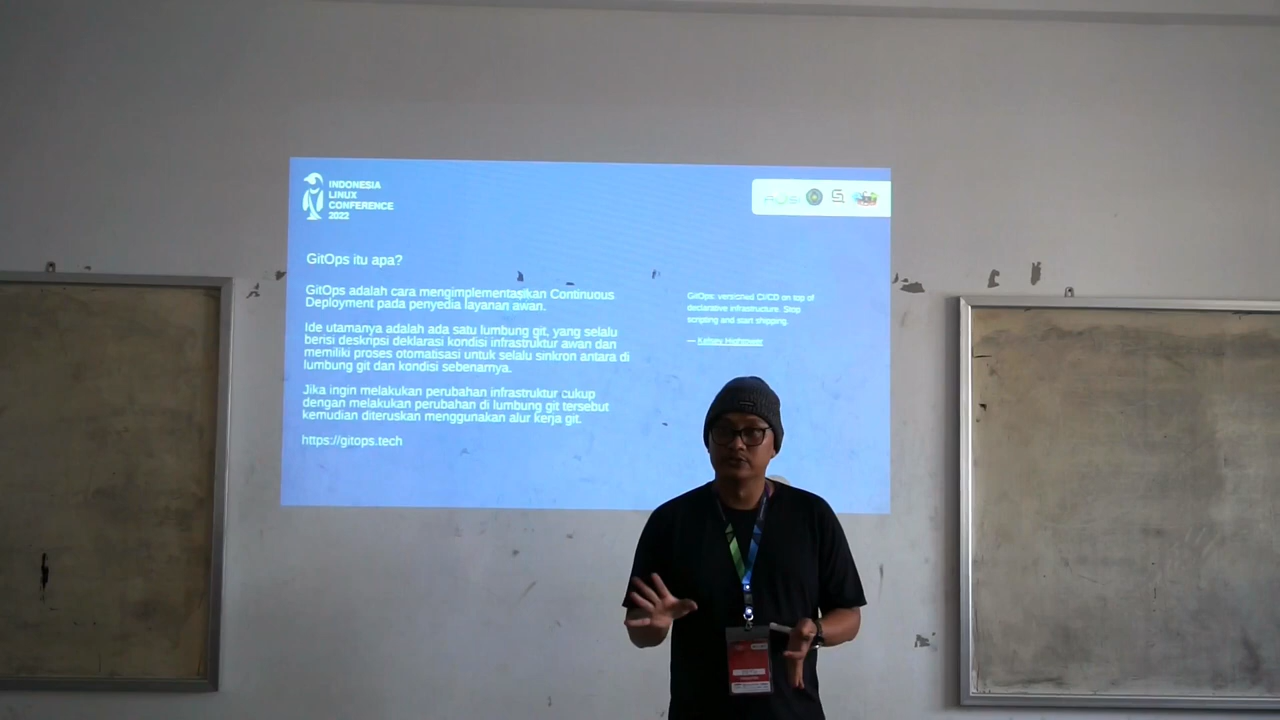 INDONESIA
LINUX
CONFERENCE
2022
GitOps itu apa?
GitOps adalah cara mengimplementasikan Continuous
Deployment pada penyedia layanan awan.
Ide utamanya adalah ada satu lumbung git, yang selalu
berisi deskripsi deklarasi kondisi infrastruktur awan dan
memiliki proses otomatisasi untuk selalu sinkron antara di
lumbung git dan kondisi sebenarnya.
Jika ingin melakukan perubahan infrastruktur cukup
dengan melakukan perubahan di lumbung git tersebut
kemudian diteruskan menggunakan alur kerja git.
https://gitops.tech
GitOps: versioned CI/CD on top of
declarative infrastructure. Stop
scripting and start shipping.
— Kelsey Hightower